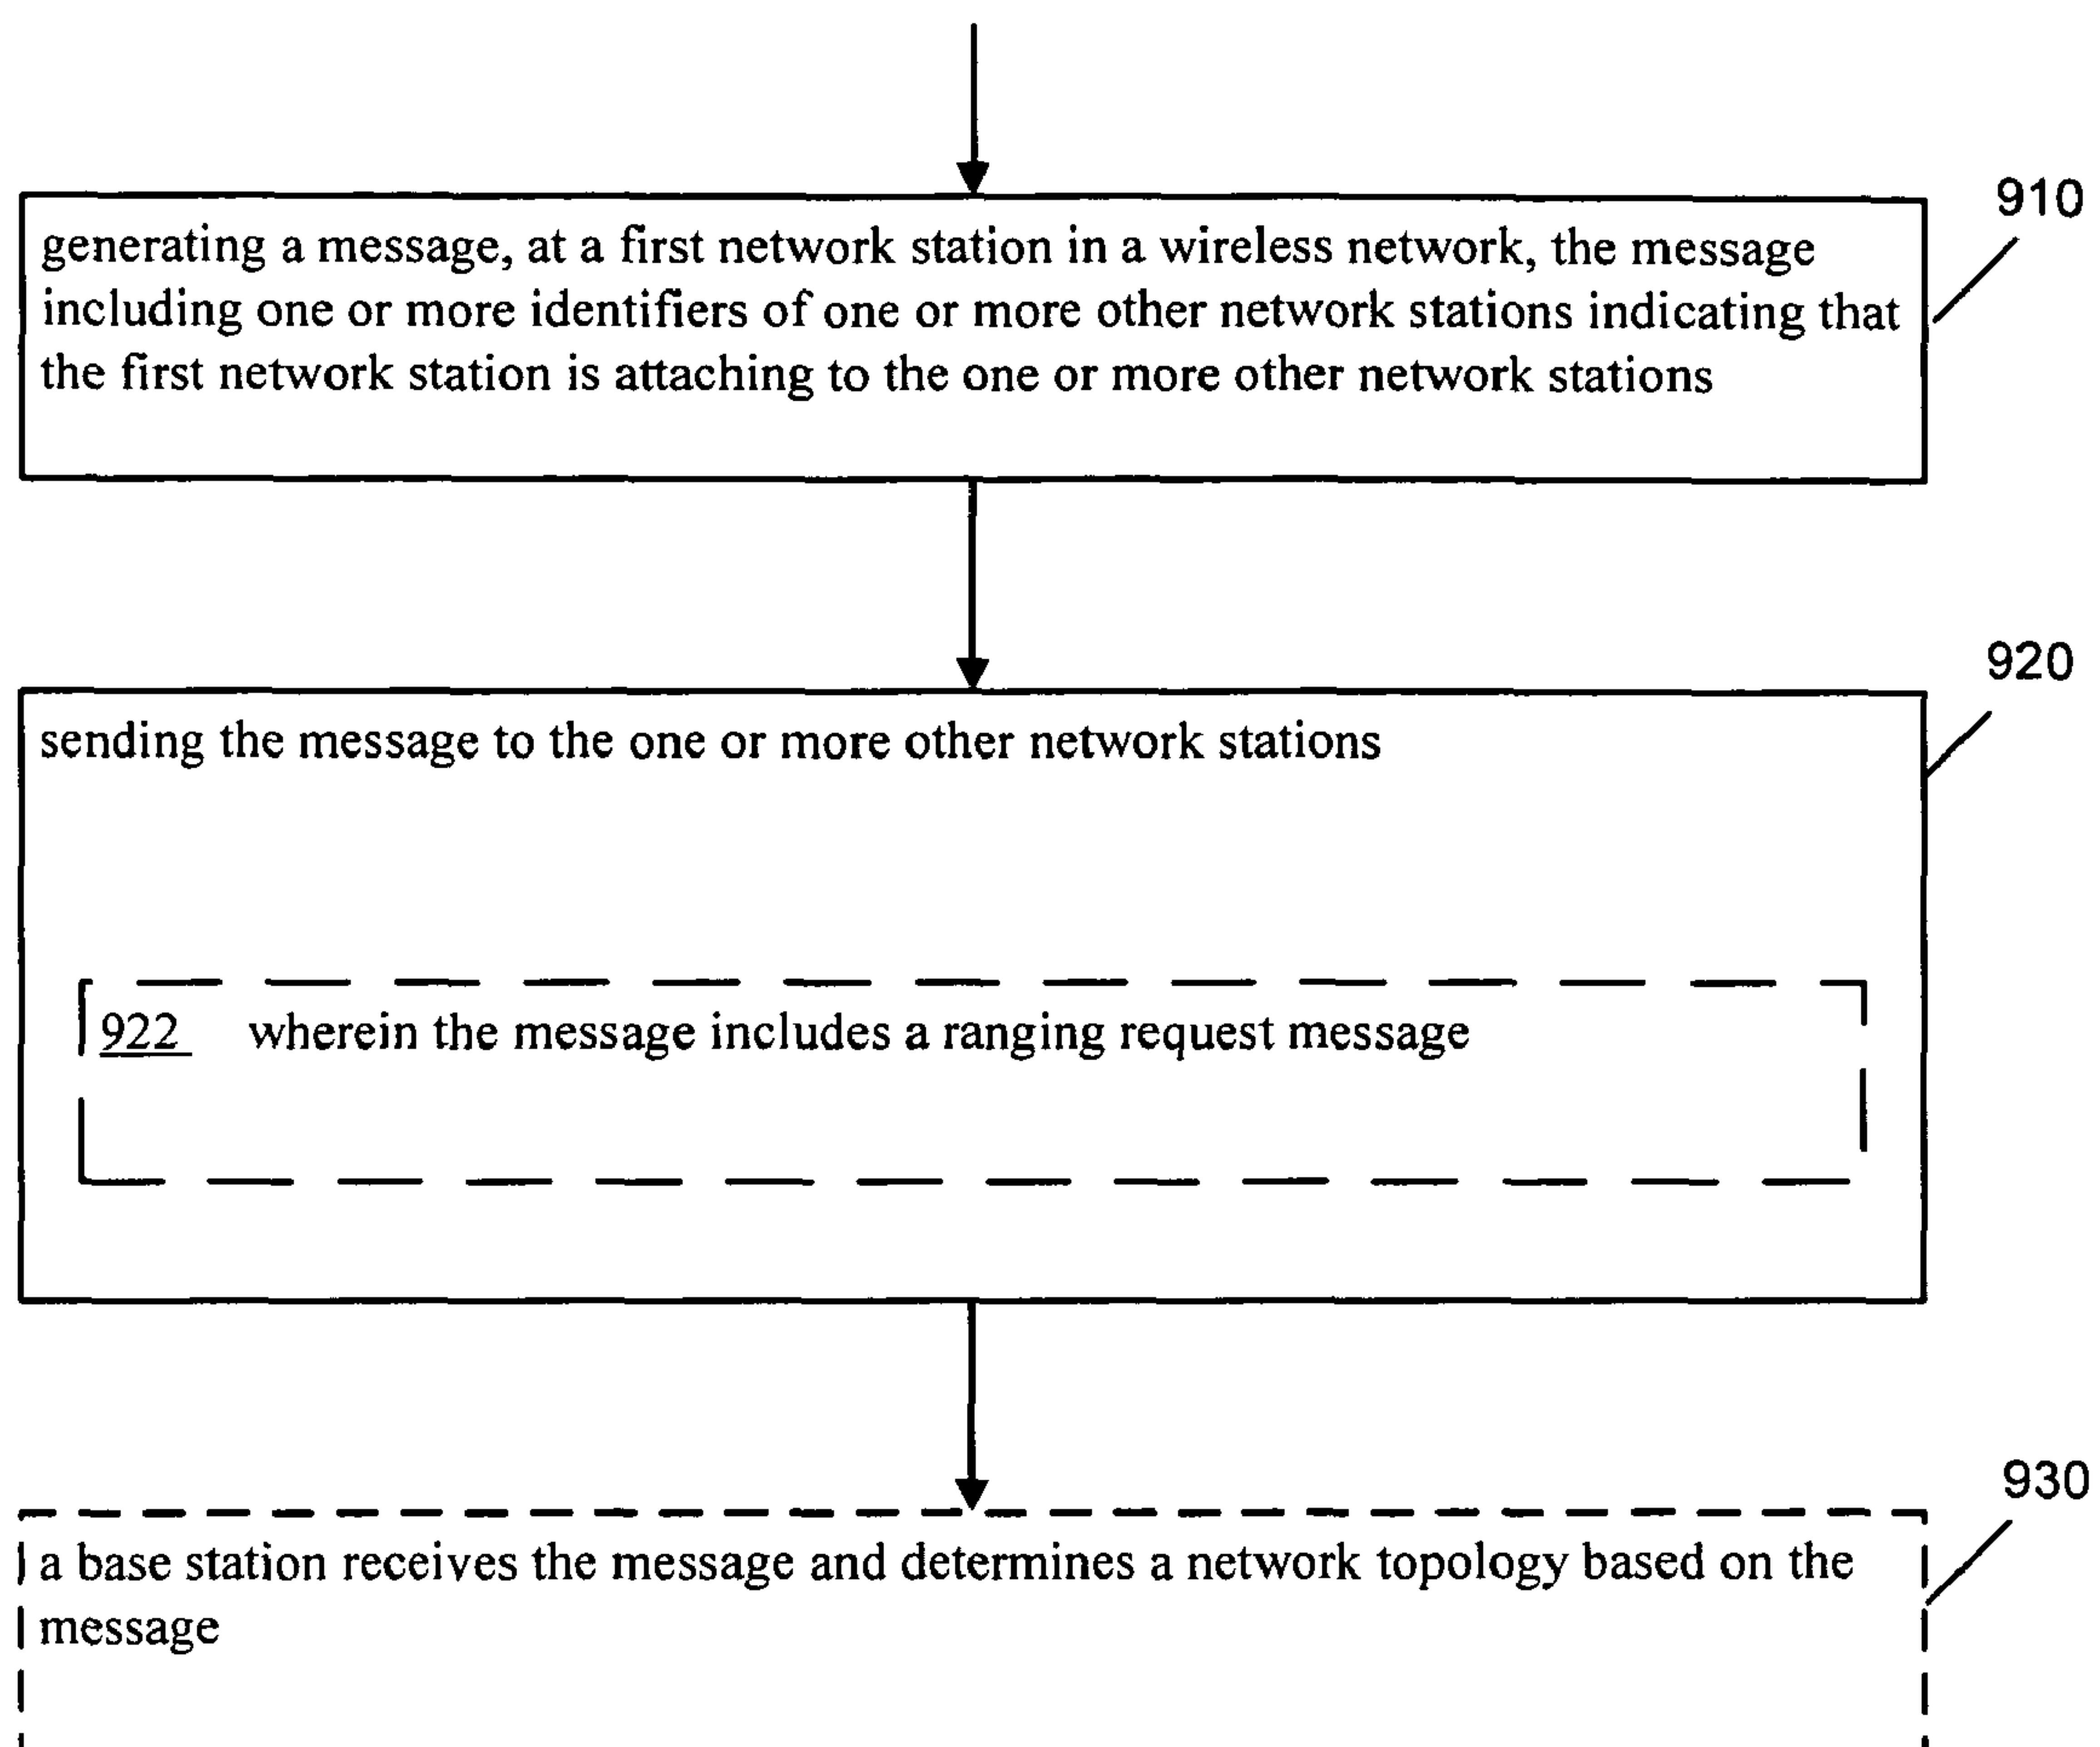 910
generating a message, at a first network station in a wireless network, the message
including one or more identifiers of one or more other network stations indicating that
the first network station is attaching to the one or more other network stations
920
sending the message to the one or more other network stations
922 wherein the message includes a ranging request message
930
a base station receives the message and determines a network topology based on the
message